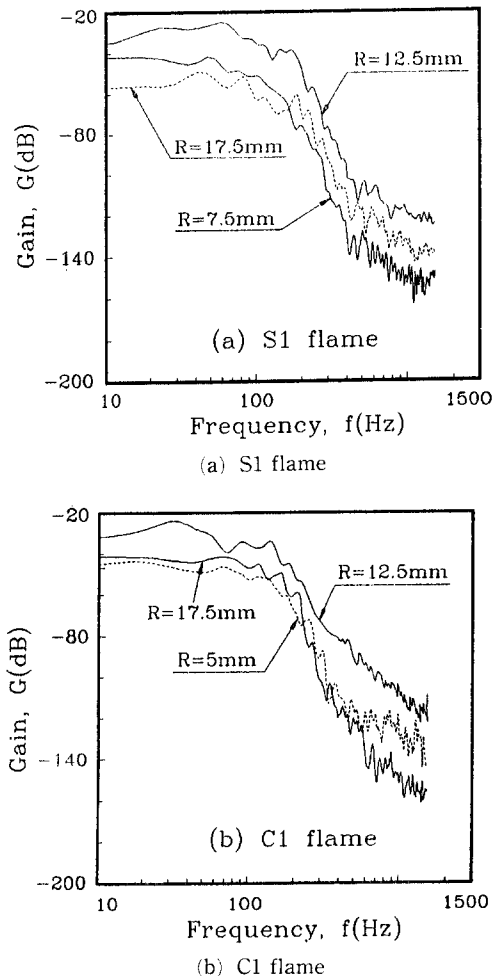 -20
R=12.5mm
-80
R=17.5mm
R=7.5mm
-140
(a) S1 flame
-200
10 100 1500
Gain, G(dB)
Frequency, f(Hz)
(a) S1 flame
-20
R=12.5mm
R=17.5mm
-80
R=5mm
-140
(b) C1 flame
-200
10 100 1500
Gain, G(dB)
Frequency, f(Hz)
(b) C1 flame